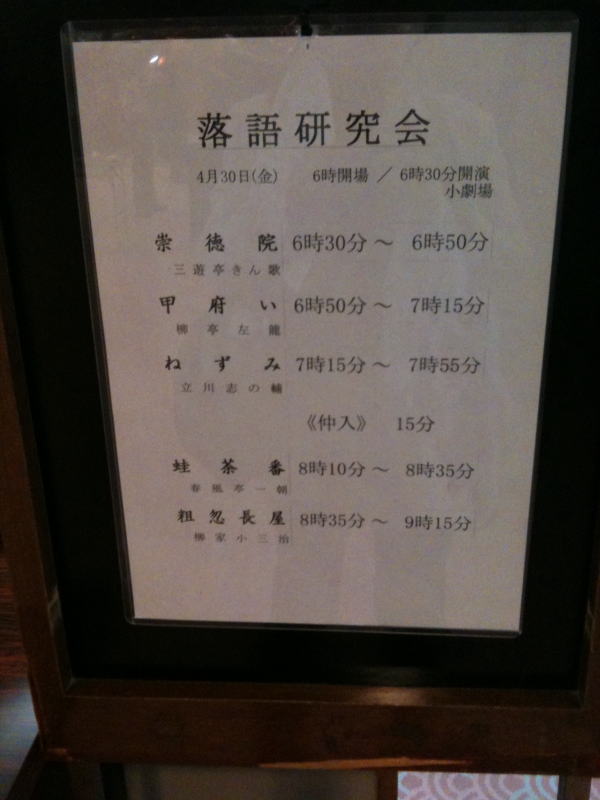 落語研究会
4月30日(金) 6時開場 ／ 6時30分開演
小劇場
崇徳院 6時30分～ 6時50分
三遊亭きん歌
甲府い 6時50分～ 7時15分
柳亭左龍
ねずみ 7時15分～ 7時55分
立川志の輔
《仲入》 15分
蛙茶番 8時10分～ 8時35分
春風亭一朝
粗忽長屋 8時35分～ 9時15分
柳家小三治